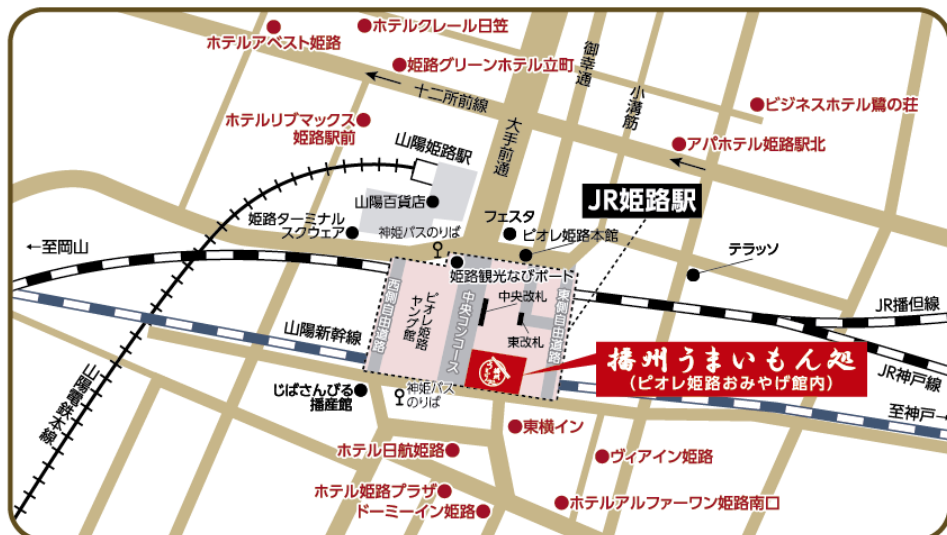 ホテルクレール日笠
ホテルアベスト姫路
姫路グリーンホテル立町
御幸通
小溝筋
十二所前線
ビジネスホテル鷺の荘
ホテルリブマックス
姫路駅前
大手前通
アパホテル姫路駅北
山陽姫路駅
JR姫路駅
山陽百貨店
フェスタ
姫路ターミナル
スクウェア
神姫バスのりば
ピオレ姫路本館
テラッソ
←至岡山
姫路観光なびポート
西側自由通路
ピオレ姫路
ヤング館
中央コンコース
中央改札
東改札
東側自由通路
JR播但線
山陽新幹線
播州うまいもん処
(ピオレ姫路おみやげ館内)
JR神戸線
至神戸→
じばさんびる
播産館
神姫バス
のりば
山陽電鉄本線
東横イン
ホテル日航姫路
ヴィアイン姫路
ホテル姫路プラザ
ドーミーイン姫路
ホテルアルファーワン姫路南口